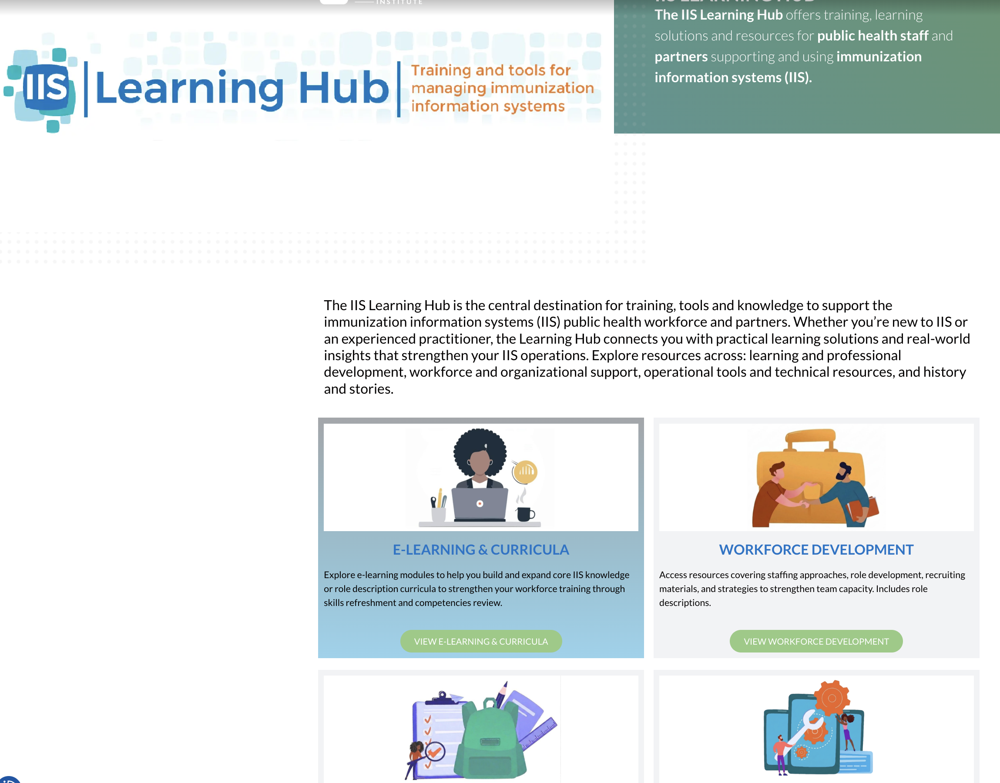 INSTITUTE
IIS LEARNING HUB
The IIS Learning Hub offers training, learning
solutions and resources for public health staff and
partners supporting and using immunization
information systems (IIS).
IIS
Learning Hub
Training and tools for
managing immunization
information systems
The IIS Learning Hub is the central destination for training, tools and knowledge to support the
immunization information systems (IIS) public health workforce and partners. Whether you’re new to IIS or
an experienced practitioner, the Learning Hub connects you with practical learning solutions and real-world
insights that strengthen your IIS operations. Explore resources across: learning and professional
development, workforce and organizational support, operational tools and technical resources, and history
and stories.
E-LEARNING & CURRICULA
Explore e-learning modules to help you build and expand core IIS knowledge
or role description curricula to strengthen your workforce training through
skills refreshment and competencies review.
VIEW E-LEARNING & CURRICULA
WORKFORCE DEVELOPMENT
Access resources covering staffing approaches, role development, recruiting
materials, and strategies to strengthen team capacity. Includes role
descriptions.
VIEW WORKFORCE DEVELOPMENT